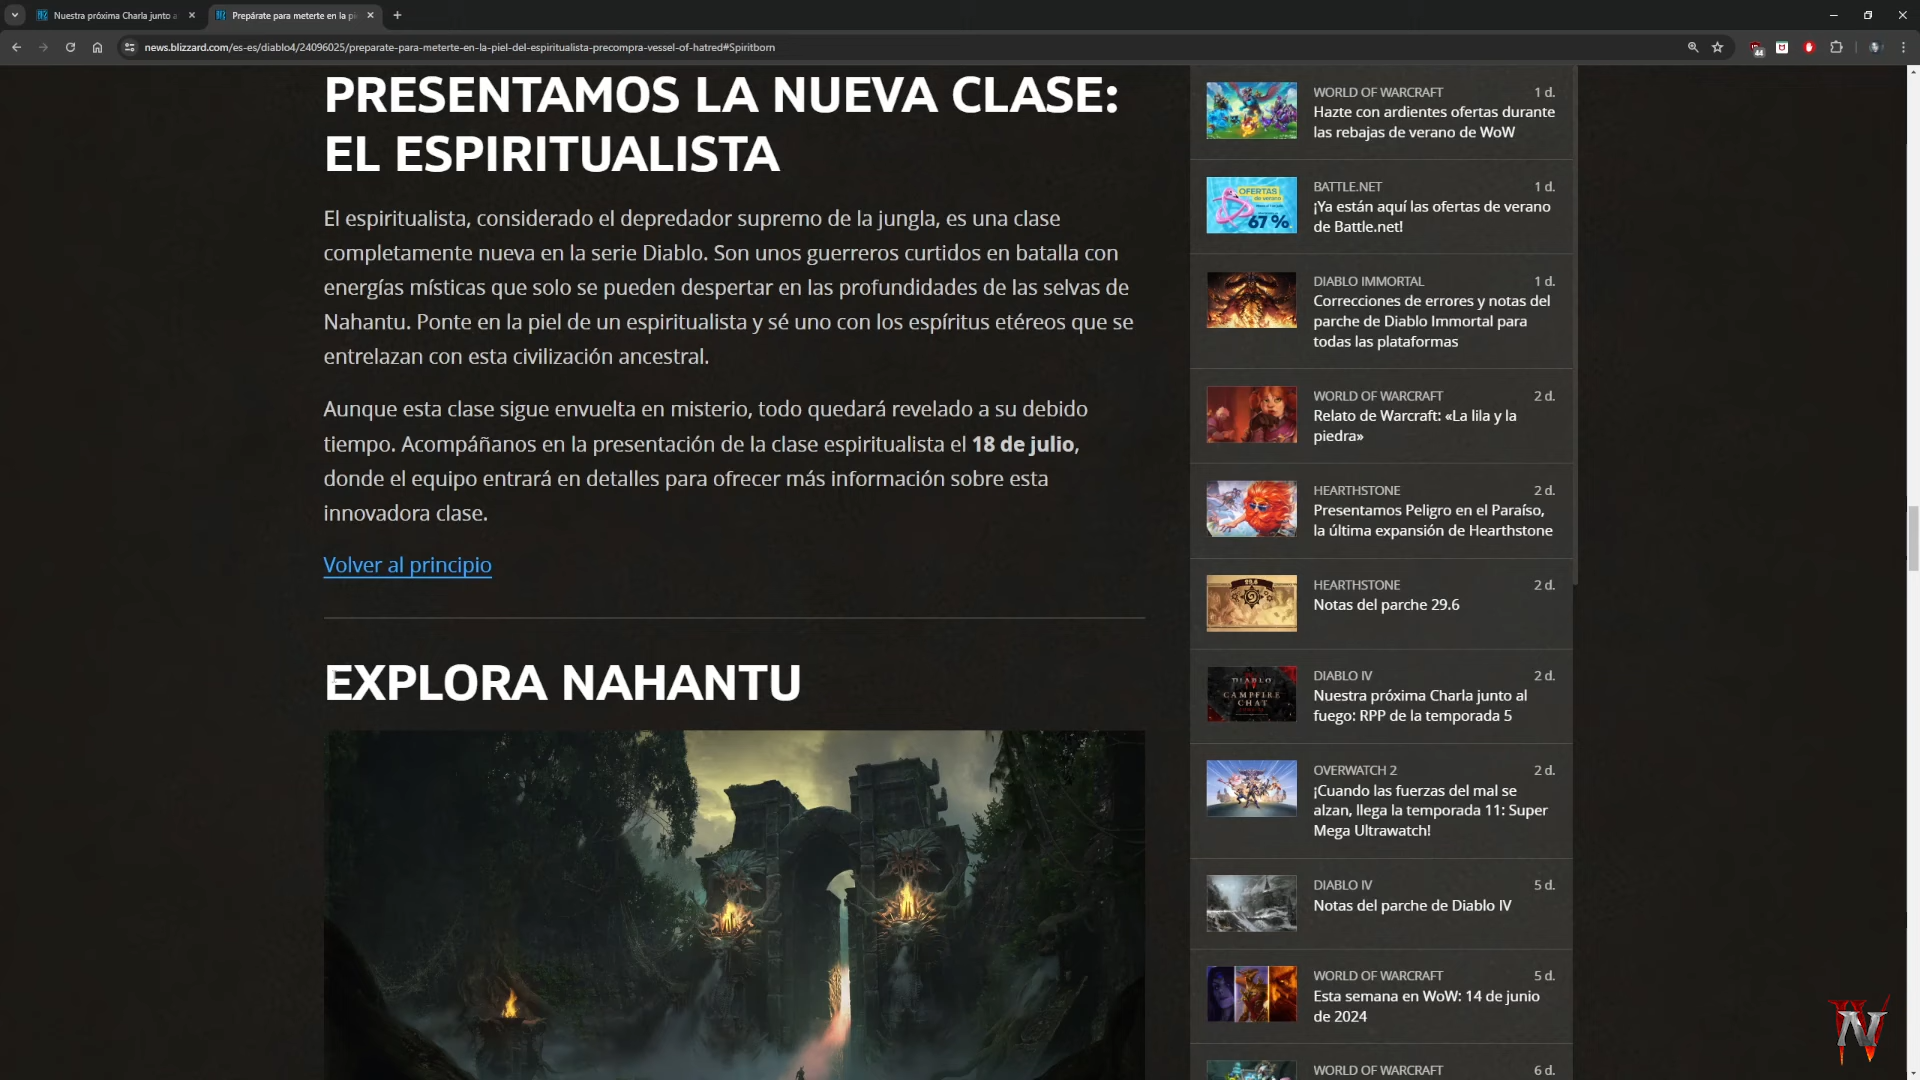 Nuestra próxima Charla junto a
Prepárate para meterte en la pi
news.blizzard.com/es-es/diablo4/24096025/preparate-para-meterte-en-la-piel-del-espiritualista-precompra-vessel-of-hatred#Spiritborn
44
PRESENTAMOS LA NUEVA CLASE:
EL ESPIRITUALISTA
El espiritualista, considerado el depredador supremo de la jungla, es una clase
completamente nueva en la serie Diablo. Son unos guerreros curtidos en batalla con
energías místicas que solo se pueden despertar en las profundidades de las selvas de
Nahantu. Ponte en la piel de un espiritualista y sé uno con los espíritus etéreos que se
entrelazan con esta civilización ancestral.
Aunque esta clase sigue envuelta en misterio, todo quedará revelado a su debido
tiempo. Acompáñanos en la presentación de la clase espiritualista el 18 de julio,
donde el equipo entrará en detalles para ofrecer más información sobre esta
innovadora clase.
Volver al principio
EXPLORA NAHANTU
WORLD OF WARCRAFT 1 d.
Hazte con ardientes ofertas durante
las rebajas de verano de WoW
OFERTAS
de verano
67 %
BATTLE.NET 1 d.
¡Ya están aquí las ofertas de verano
de Battle.net!
DIABLO IMMORTAL 1 d.
Correcciones de errores y notas del
parche de Diablo Immortal para
todas las plataformas
WORLD OF WARCRAFT 2 d.
Relato de Warcraft: «La lila y la
piedra»
HEARTHSTONE 2 d.
Presentamos Peligro en el Paraíso,
la última expansión de Hearthstone
HEARTHSTONE 2 d.
Notas del parche 29.6
DIABLO
IV
CAMPFIRE
CHAT
DIABLO IV 2 d.
Nuestra próxima Charla junto al
fuego: RPP de la temporada 5
OVERWATCH 2 2 d.
¡Cuando las fuerzas del mal se
alzan, llega la temporada 11: Super
Mega Ultrawatch!
DIABLO IV 5 d.
Notas del parche de Diablo IV
WORLD OF WARCRAFT 5 d.
Esta semana en WoW: 14 de junio
de 2024
WORLD OF WARCRAFT 6 d.